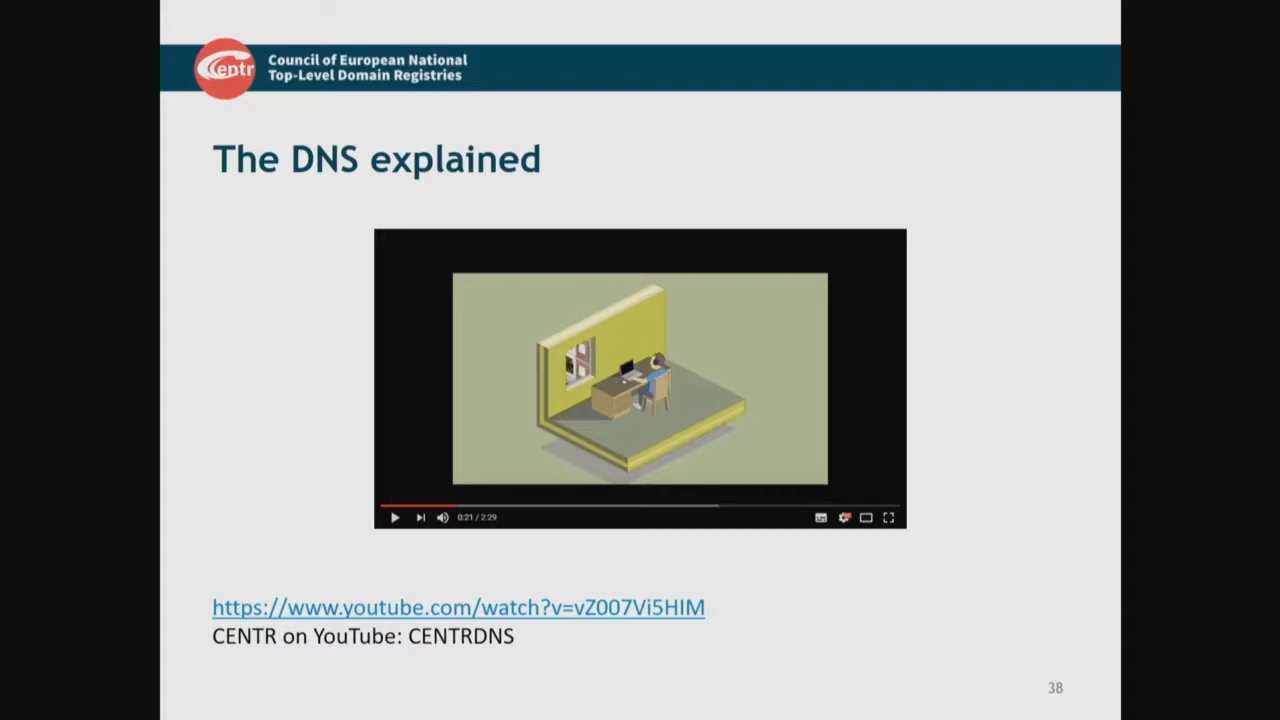 Centr
Council of European National
Top-Level Domain Registries
The DNS explained
0:21 / 2:29
https://www.youtube.com/watch?v=vZ007Vi5HIM
CENTR on YouTube: CENTRDNS
38